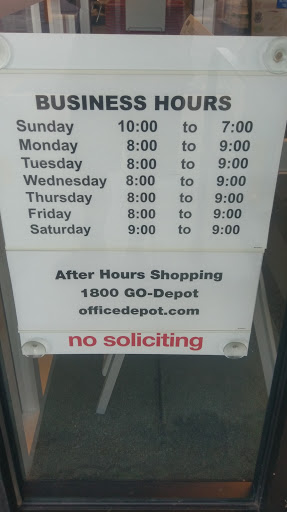 BUSINESS HOURS
Sunday 10:00 to 7:00
Monday 8:00 to 9:00
Tuesday 8:00 to 9:00
Wednesday 8:00 to 9:00
Thursday 8:00 to 9:00
Friday 8:00 to 9:00
Saturday 9:00 to 9:00
After Hours Shopping
1800 GO-Depot
officedepot.com
no soliciting